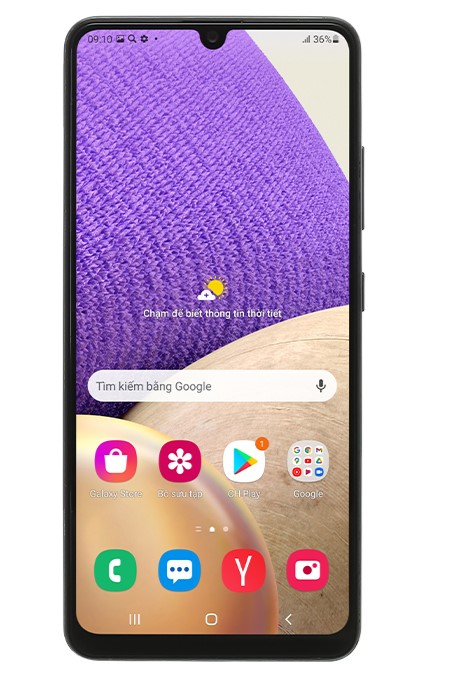 09:10
36%
Chạm để biết thông tin thời tiết
Tìm kiếm bằng Google
1
Galaxy Store
Bộ sưu tập
CH Play
Google